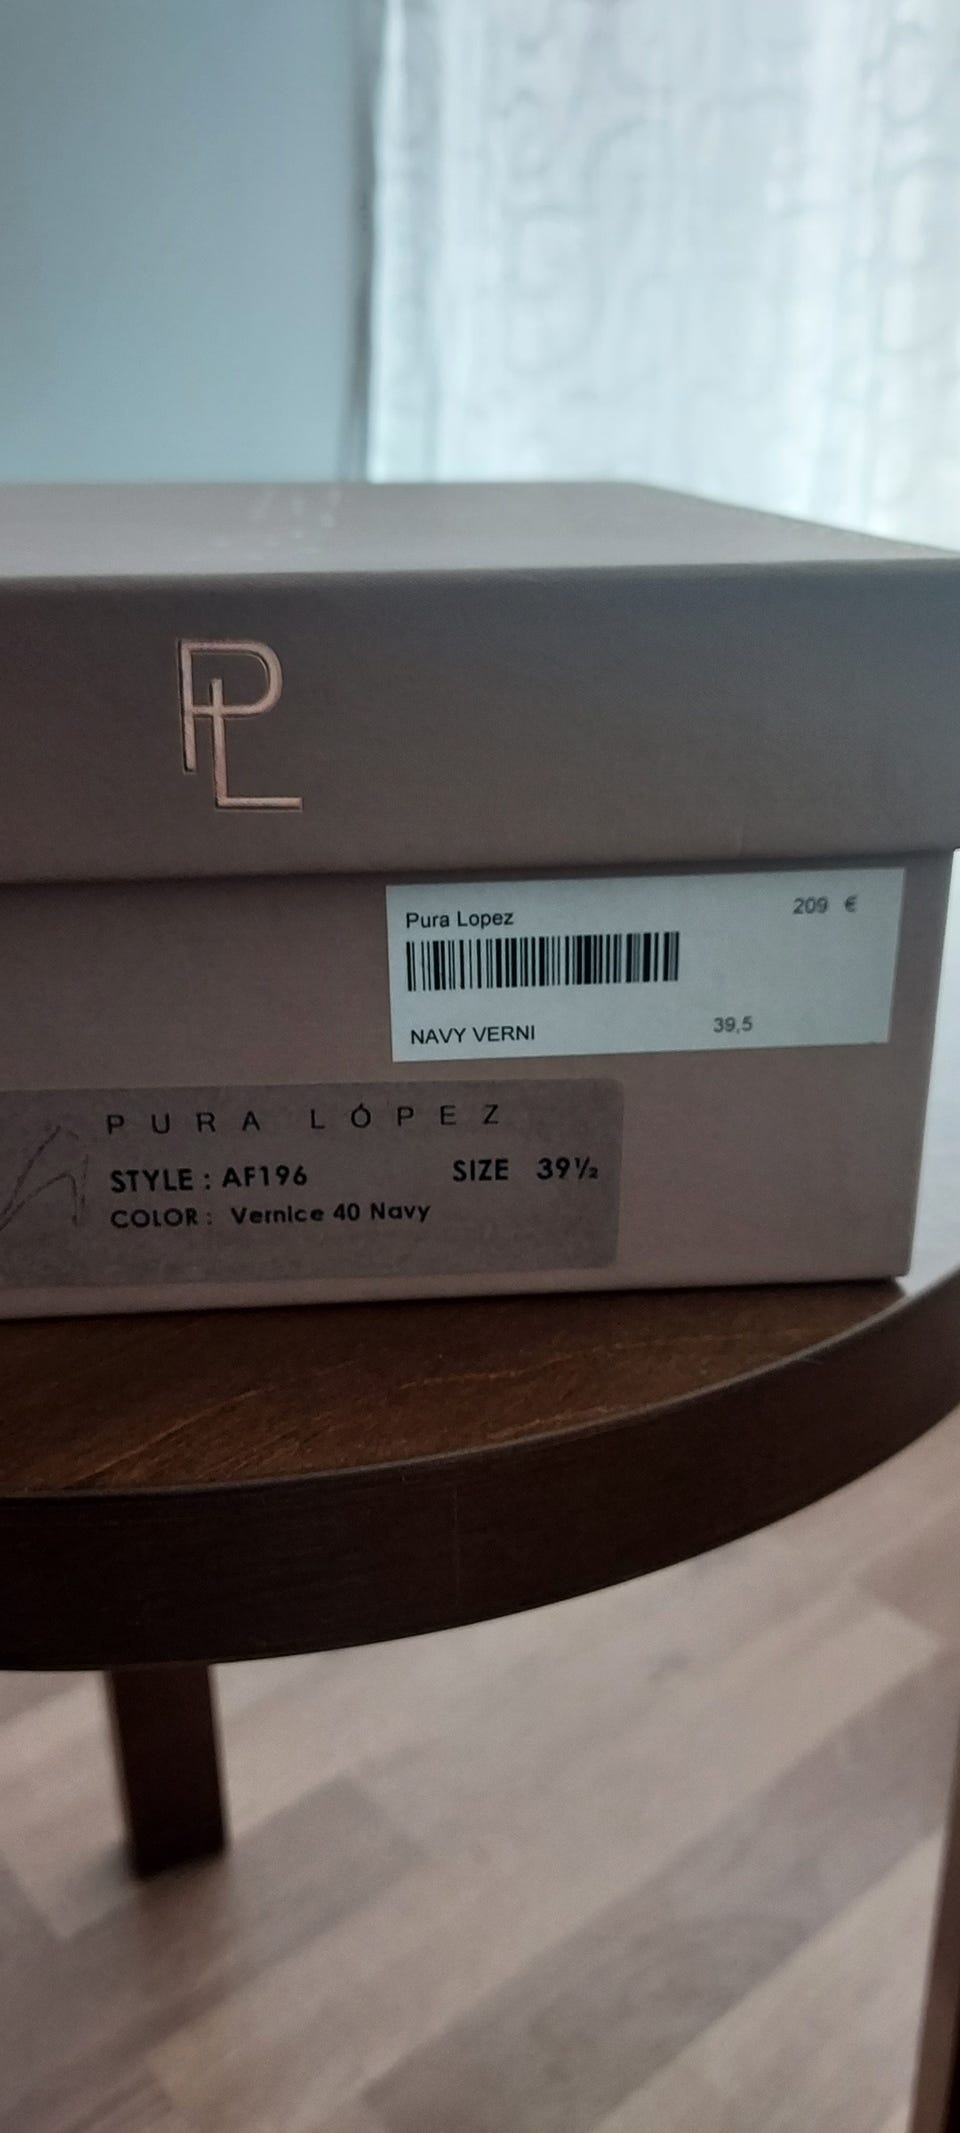 PL
Pura Lopez 209 €
NAVY VERNI 39,5
PURA LÓPEZ
STYLE : AF196 SIZE 39½
COLOR : Vernice 40 Navy